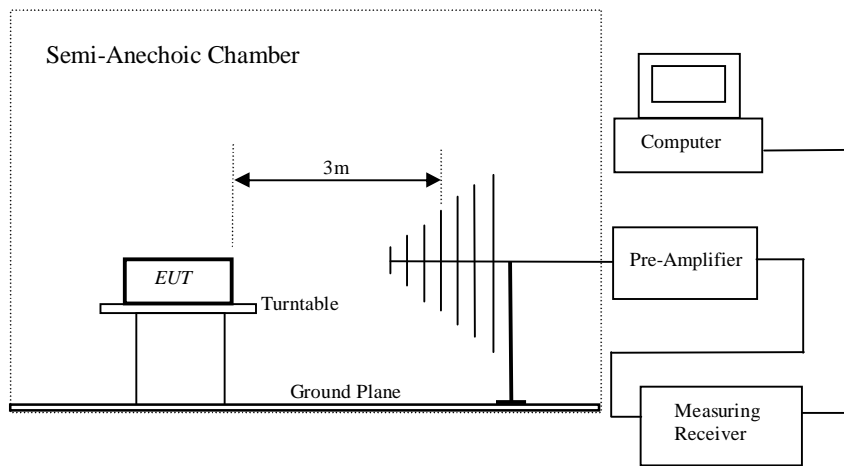 Semi-Anechoic Chamber
Computer
3m
Pre-Amplifier
EUT
Turntable
Ground Plane
Measuring
Receiver